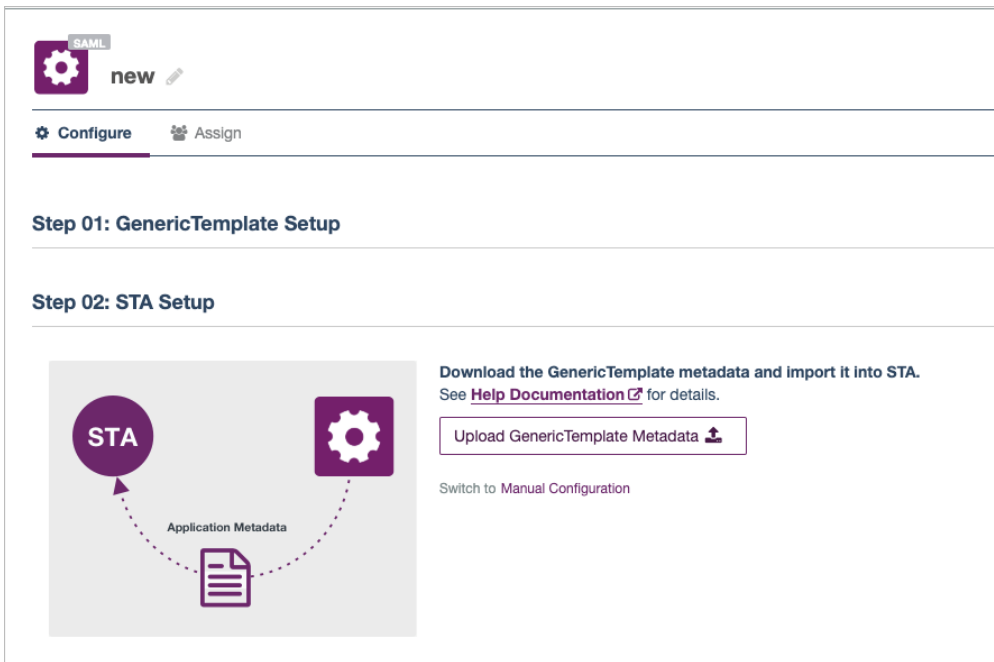 SAML
new
Configure
Assign
Step 01: GenericTemplate Setup
Step 02: STA Setup
STA
Application Metadata
Download the GenericTemplate metadata and import it into STA.
See Help Documentation for details.
Upload GenericTemplate Metadata
Switch to Manual Configuration